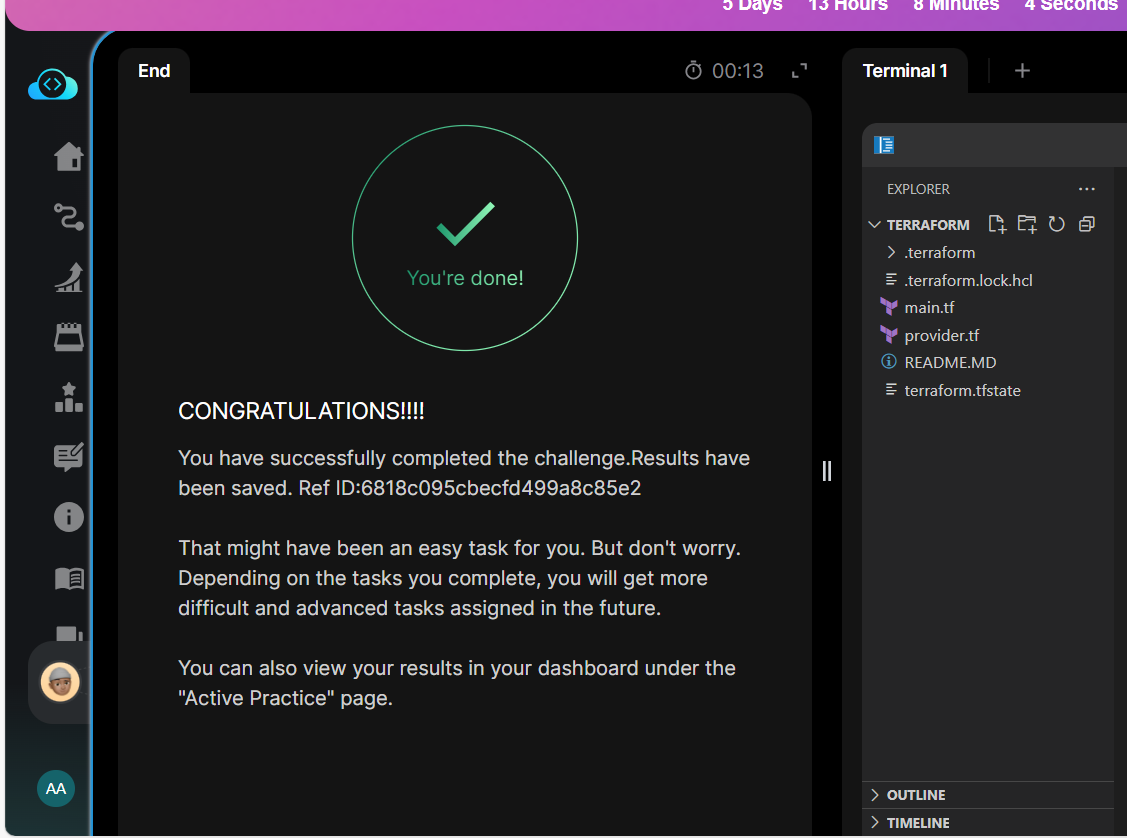 5 Days 13 Hours 8 Minutes 4 Seconds
End
00:13
You're done!
CONGRATULATIONS!!!!
You have successfully completed the challenge.Results have
been saved. Ref ID:6818c095cbecfd499a8c85e2
That might have been an easy task for you. But don't worry.
Depending on the tasks you complete, you will get more
difficult and advanced tasks assigned in the future.
You can also view your results in your dashboard under the
"Active Practice" page.
AA
Terminal 1
EXPLORER
TERRAFORM
.terraform
.terraform.lock.hcl
main.tf
provider.tf
README.MD
terraform.tfstate
OUTLINE
TIMELINE